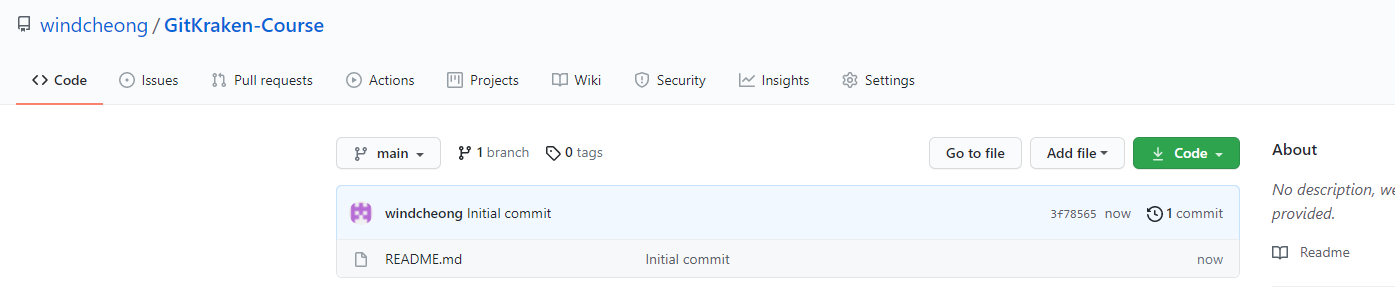 windcheong / GitKraken-Course
Code Issues Pull requests Actions Projects Wiki Security Insights Settings
main 1 branch 0 tags Go to file Add file Code
windcheong Initial commit 3f78565 now 1 commit
README.md Initial commit now
About
No description, we
provided.
Readme